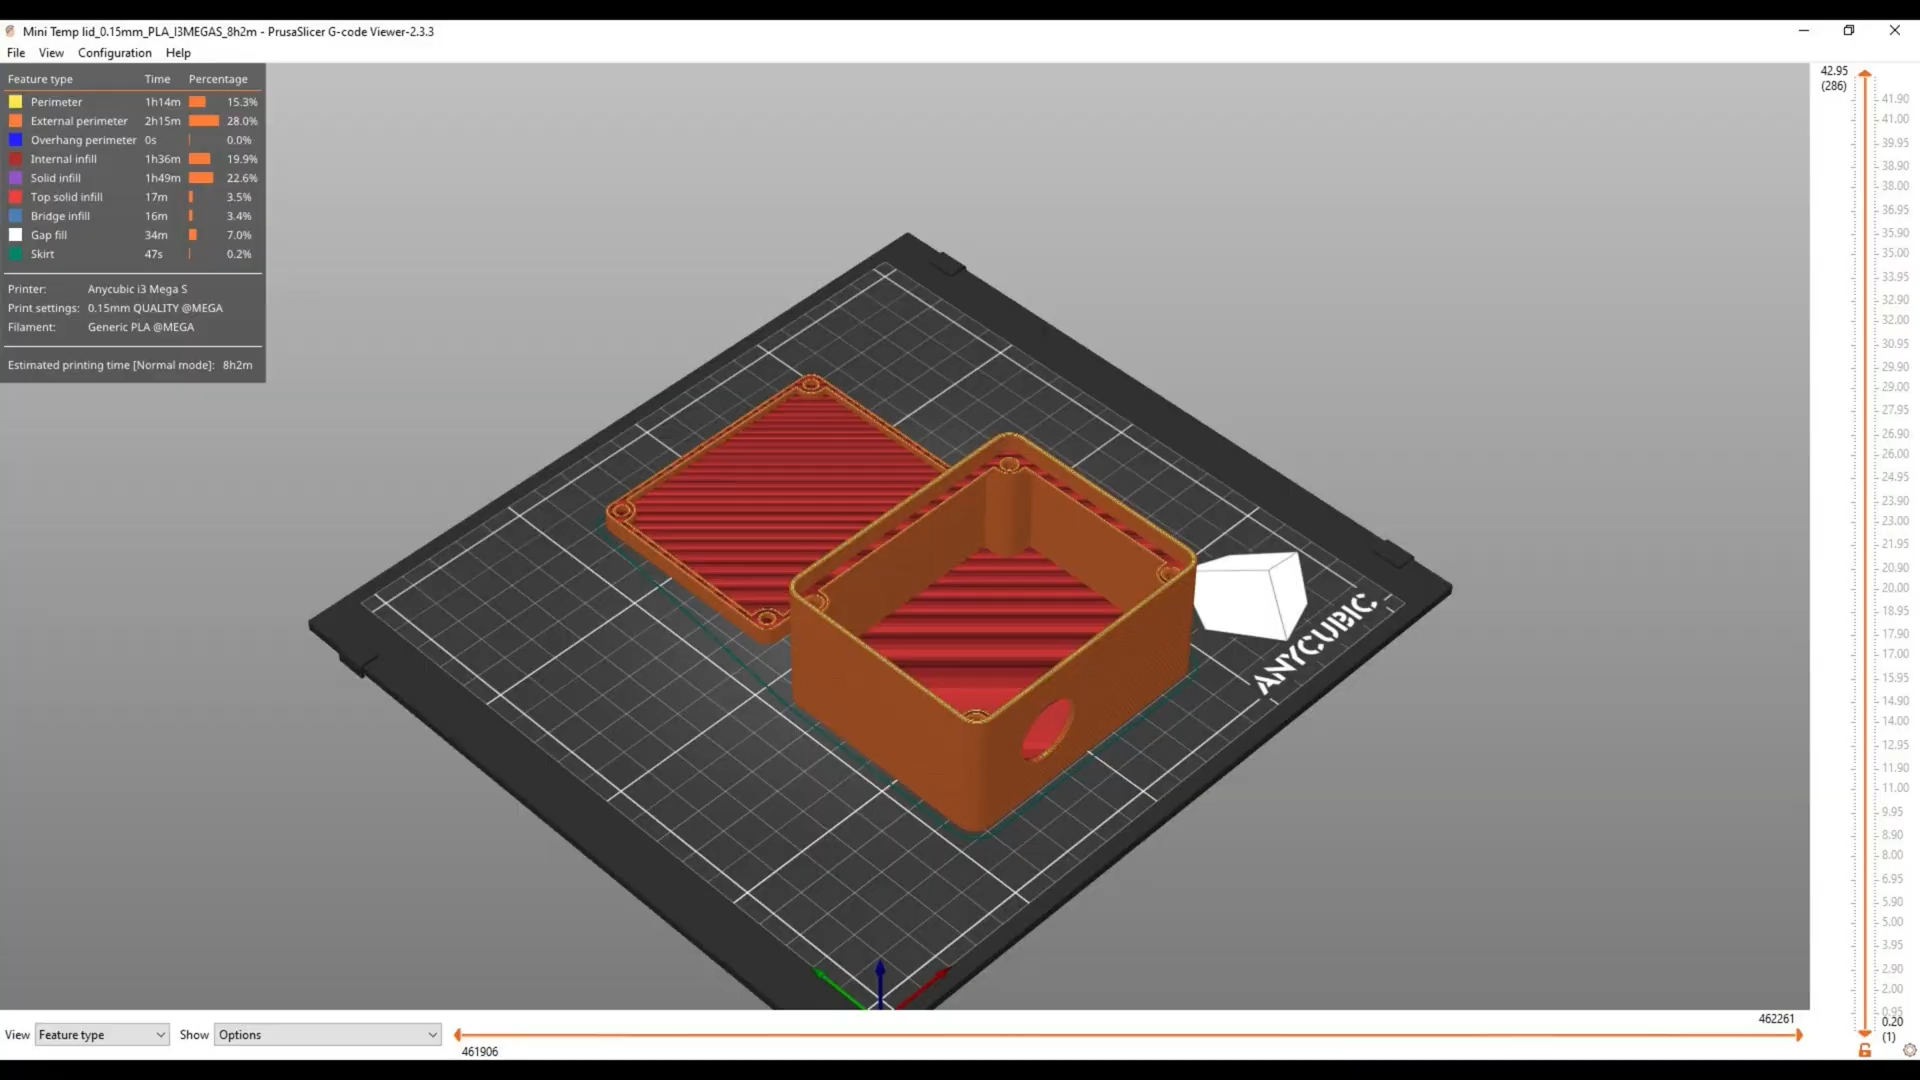 Mini Temp lid_0.15mm_PLA_I3MEGAS_8h2m - PrusaSlicer G-code Viewer-2.3.3
File View Configuration Help
Feature type Time Percentage
Perimeter 1h14m 15.3%
External perimeter 2h15m 28.0%
Overhang perimeter 0s 0.0%
Internal infill 1h36m 19.9%
Solid infill 1h49m 22.6%
Top solid infill 17m 3.5%
Bridge infill 16m 3.4%
Gap fill 34m 7.0%
Skirt 47s 0.2%
Printer: Anycubic i3 Mega S
Print settings: 0.15mm QUALITY @MEGA
Filament: Generic PLA @MEGA
Estimated printing time [Normal mode]: 8h2m
ANYCUBIC
42.95
(286)
41.90
41.00
39.95
38.90
38.00
36.95
35.90
35.00
33.95
32.90
32.00
30.95
29.90
29.00
27.95
26.90
26.00
24.95
23.90
23.00
21.95
20.90
20.00
18.95
17.90
17.00
15.95
14.90
14.00
12.95
11.90
11.00
9.95
8.90
8.00
6.95
5.90
5.00
3.95
2.90
2.00
0.95
0.20
(1)
View Feature type Show Options
462261
461906